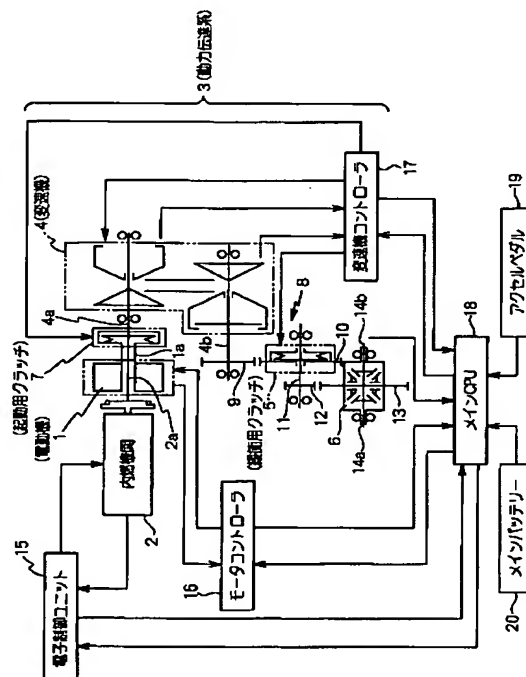 3(動力伝達系)
4(変速機)
4a
(起動用クラッチ)
7
(電動機)
1
1a
2a
15
電子制御ユニット
内燃機関
2
4b
9
(緩衝用クラッチ)
5
8
10
11
12
6
13
14a
14b
16
モータコントローラ
変速機コントローラ
17
18
メインCPU
19
アクセルペダル
20
メインバッテリー